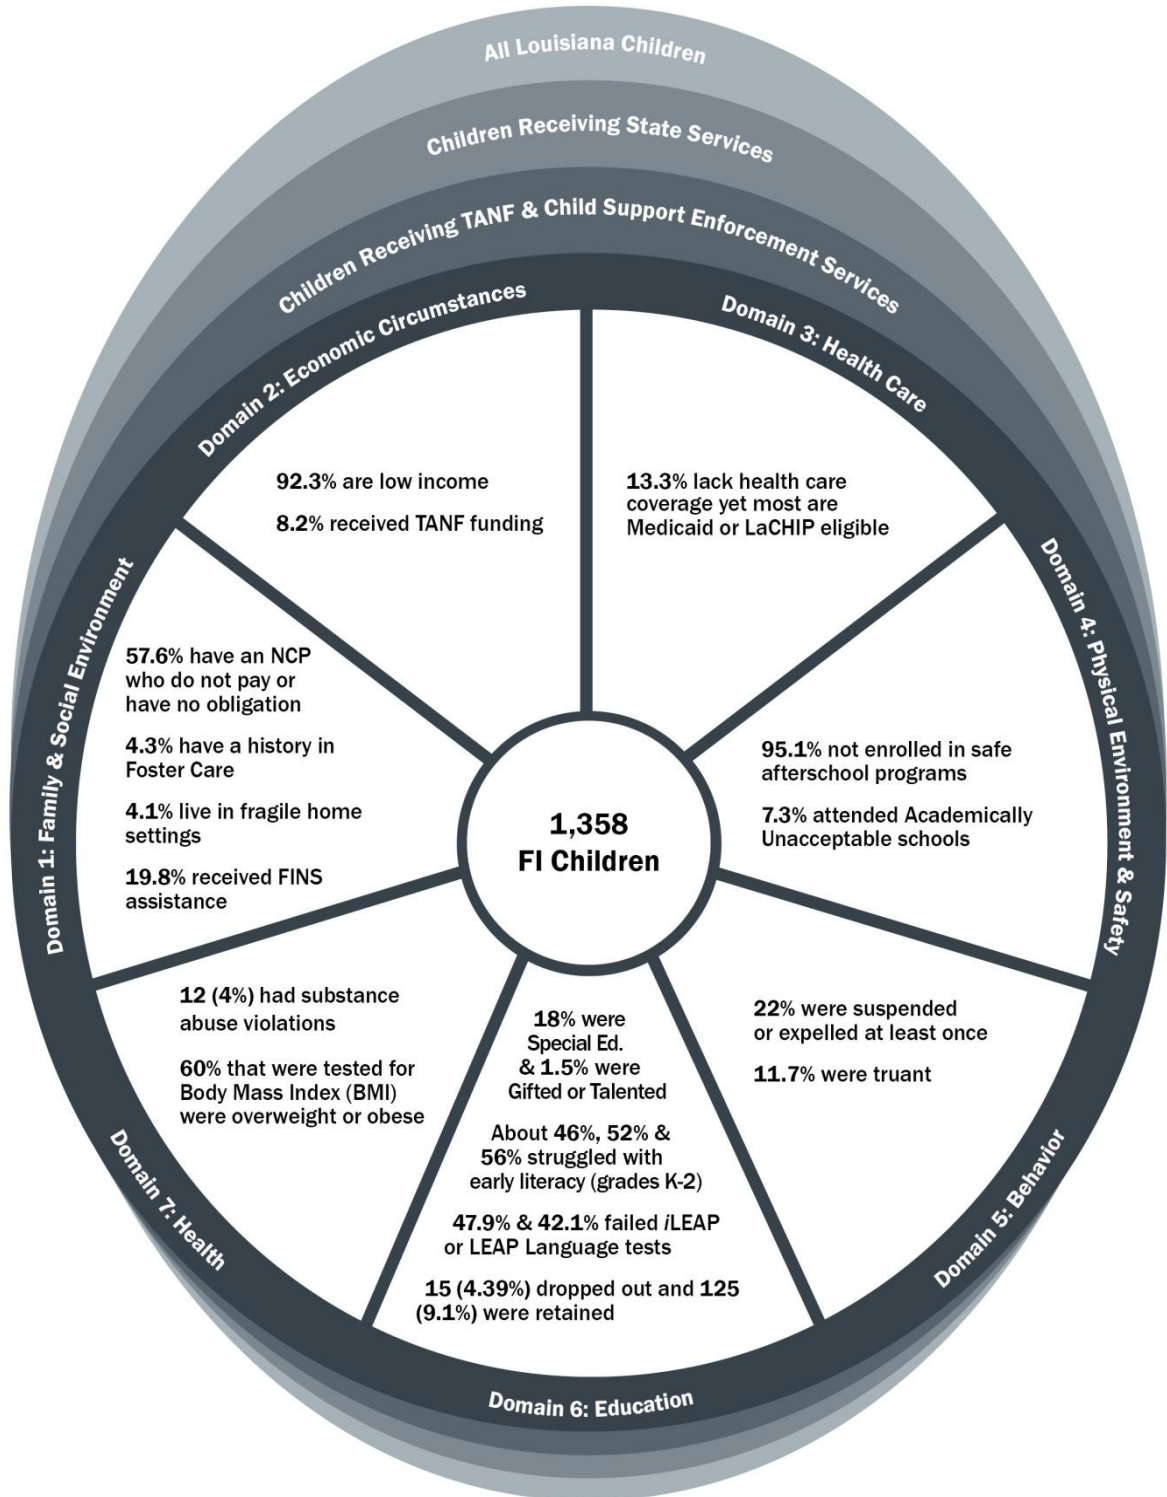 All Louisiana Children
Children Receiving State Services
Children Receiving TANF & Child Support Enforcement Services
Domain 2: Economic Circumstances
Domain 3: Health Care
92.3% are low income
8.2% received TANF funding
13.3% lack health care
coverage yet most are
Medicaid or LaCHIP eligible
Domain 1: Family & Social Environment
57.6% have an NCP
who do not pay or
have no obligation
4.3% have a history in
Foster Care
4.1% live in fragile home
settings
19.8% received FINS
assistance
1,358
FI Children
Domain 4: Physical Environment & Safety
95.1% not enrolled in safe
afterschool programs
7.3% attended Academically
Unacceptable schools
12 (4%) had substance
abuse violations
60% that were tested for
Body Mass Index (BMI)
were overweight or obese
Domain 7: Health
18% were
Special Ed.
& 1.5% were
Gifted or Talented
About 46%, 52% &
56% struggled with
early literacy (grades K-2)
47.9% & 42.1% failed iLEAP
or LEAP Language tests
15 (4.39%) dropped out and 125
(9.1%) were retained
Domain 6: Education
22% were suspended
or expelled at least once
11.7% were truant
Domain 5: Behavior